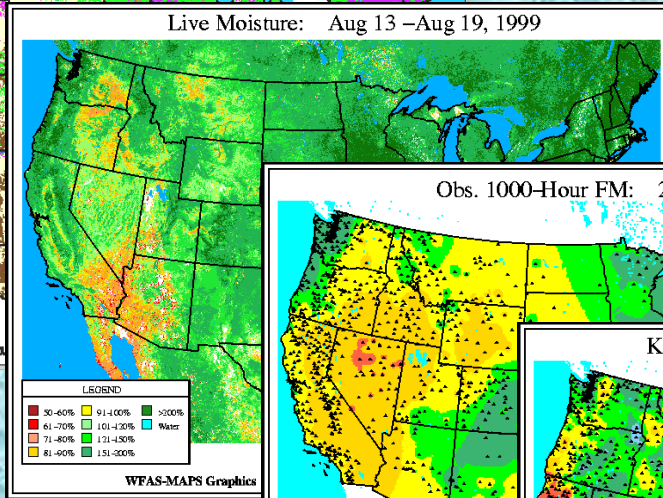 Live Moisture: Aug 13 –Aug 19, 1999
Obs. 1000–Hour FM: 2
K
LEGEND
50–60% 91–100% >200%
61–70% 101–120% Water
71–80% 121–150%
81–90% 151–200%
WFAS–MAPS Graphics